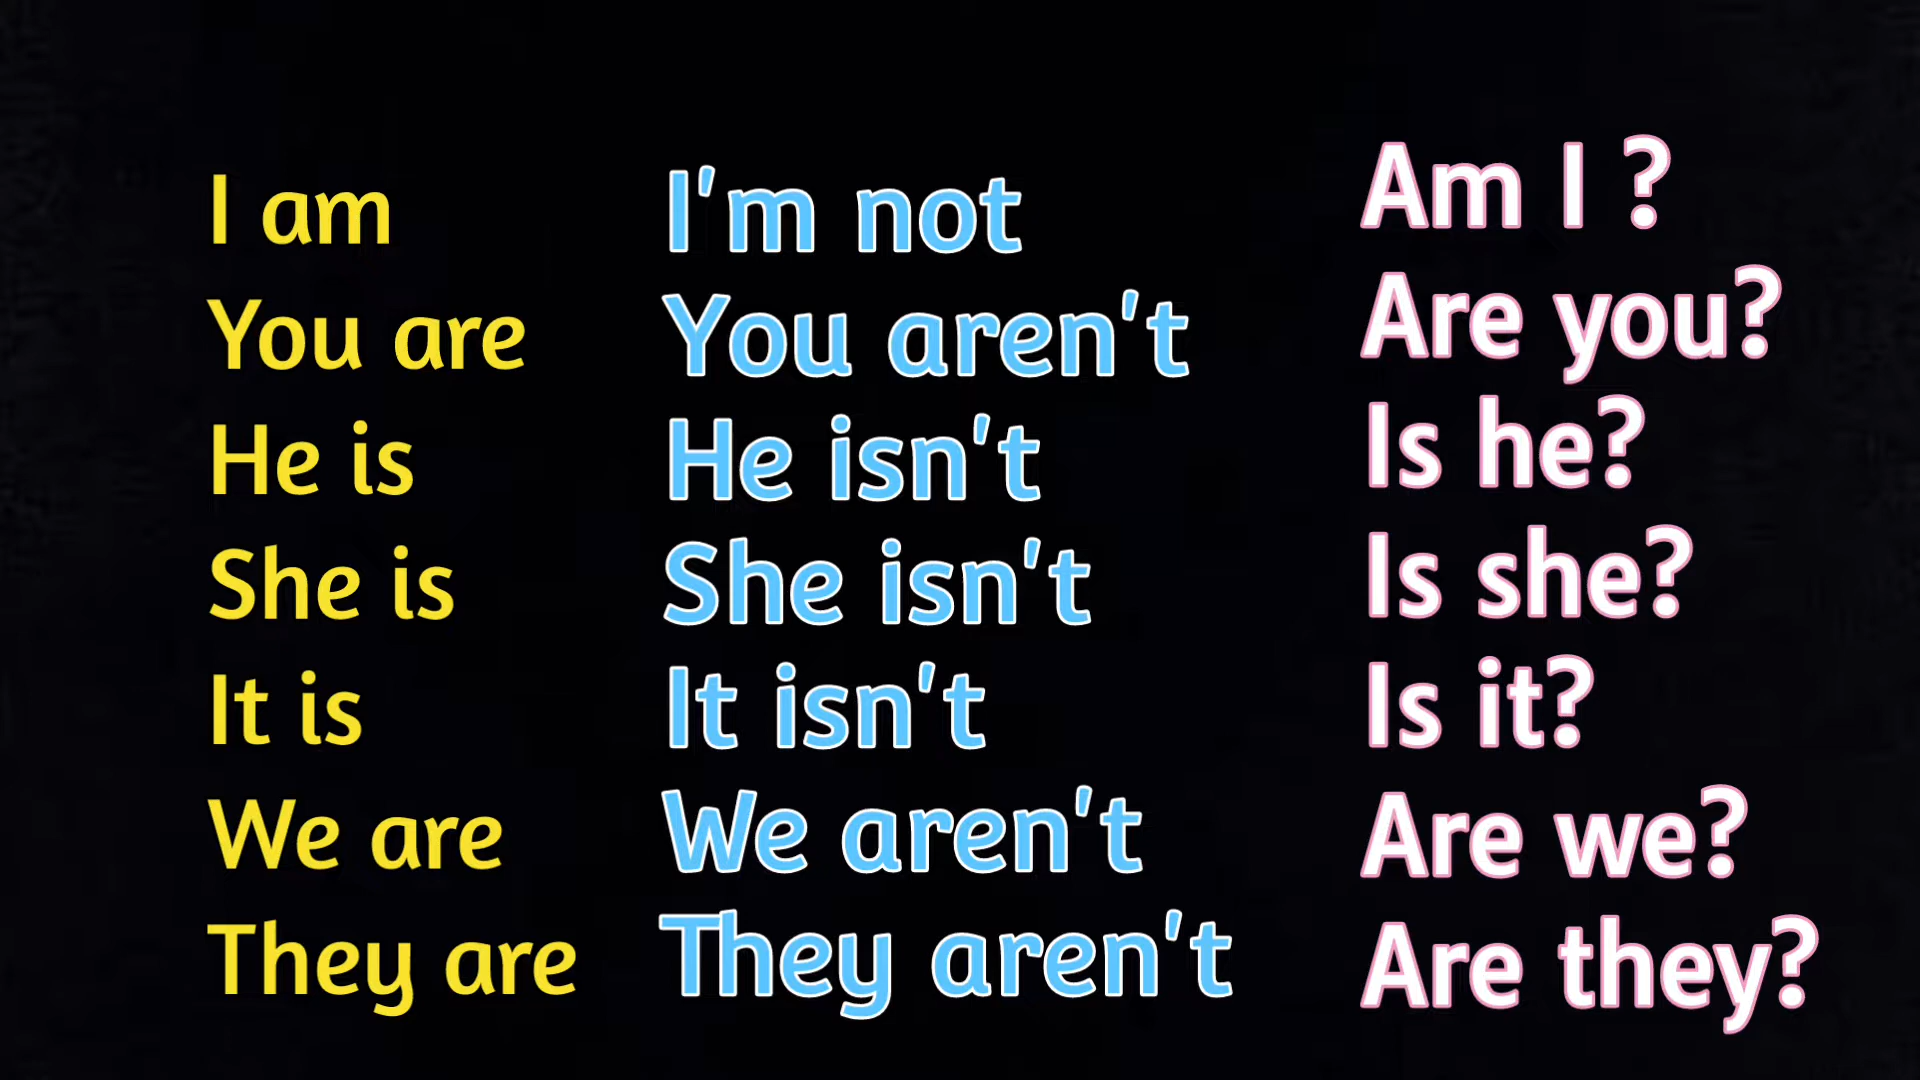 I am
You are
He is
She is
It is
We are
They are
I'm not
You aren't
He isn't
She isn't
It isn't
We aren't
They aren't
Am I ?
Are you?
Is he?
Is she?
Is it?
Are we?
Are they?